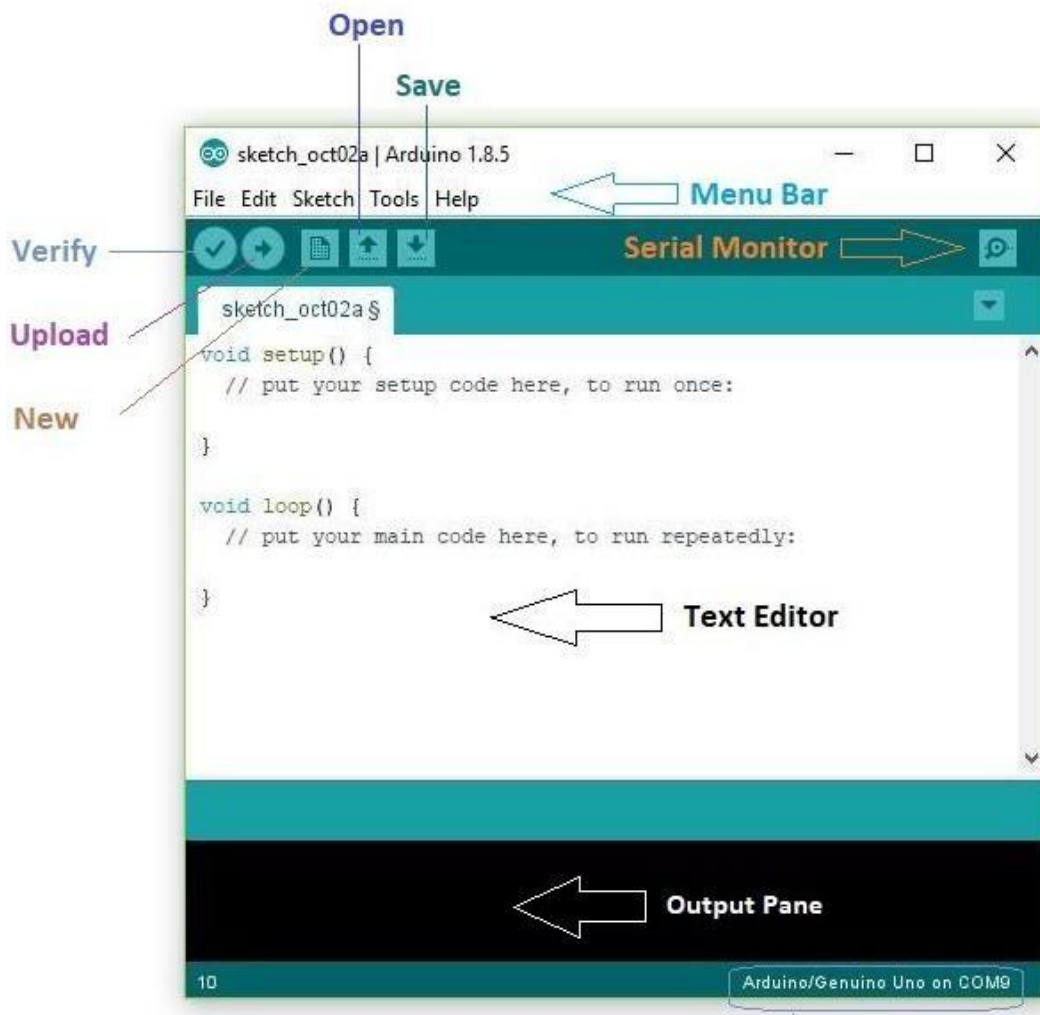 Open
Save
sketch_oct02a | Arduino 1.8.5
File Edit Sketch Tools Help
Menu Bar
Verify
Serial Monitor
sketch_oct02a §
Upload
void setup() {
// put your setup code here, to run once:
New
}
void loop() {
// put your main code here, to run repeatedly:
}
Text Editor
Output Pane
10
Arduino/Genuino Uno on COM9